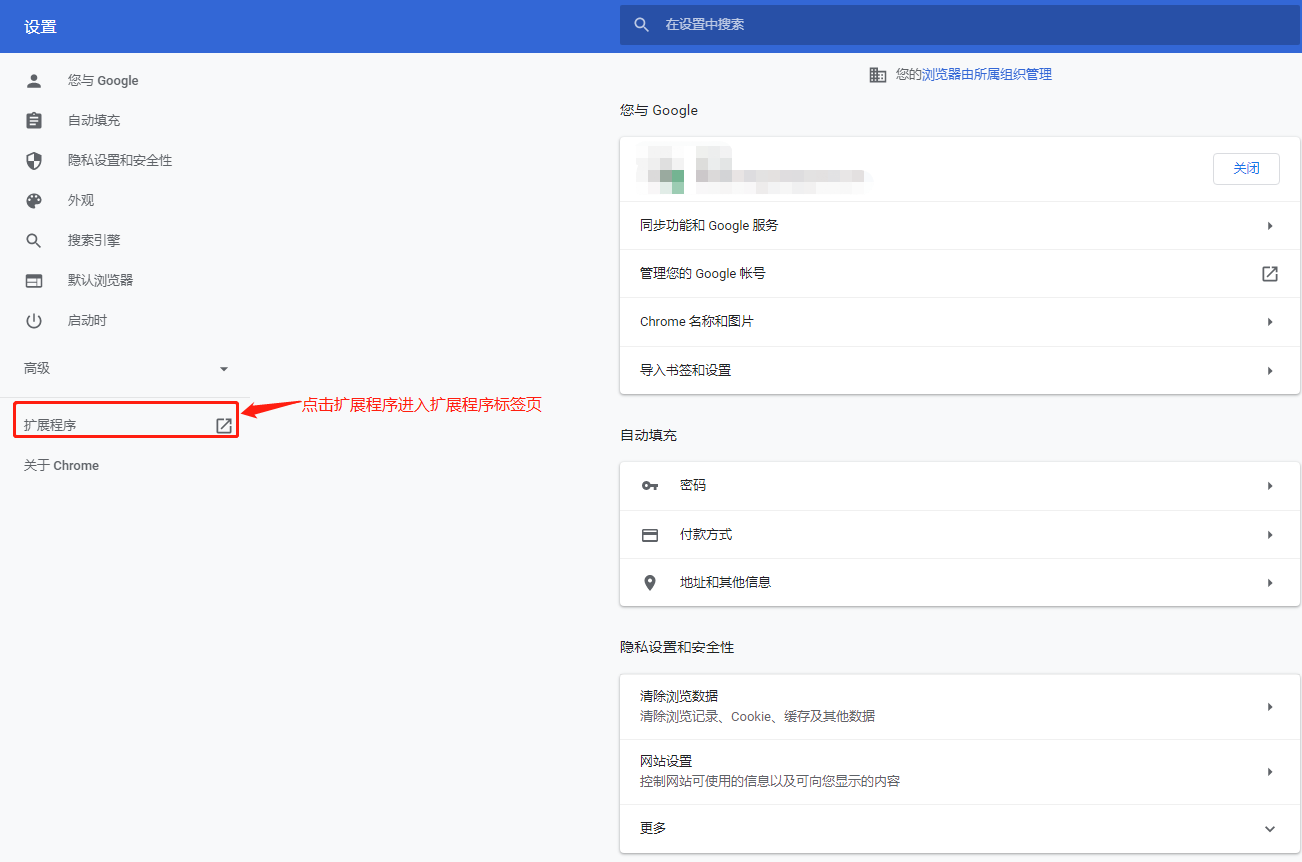 设置
在设置中搜索
您与 Google
自动填充
隐私设置和安全性
外观
搜索引擎
默认浏览器
启动时
高级
扩展程序
点击扩展程序进入扩展程序标签页
关于 Chrome
您的浏览器由所属组织管理
您与 Google
关闭
同步功能和 Google 服务
管理您的 Google 帐号
Chrome 名称和图片
导入书签和设置
自动填充
密码
付款方式
地址和其他信息
隐私设置和安全性
清除浏览数据
清除浏览记录、Cookie、缓存及其他数据
网站设置
控制网站可使用的信息以及可向您显示的内容
更多